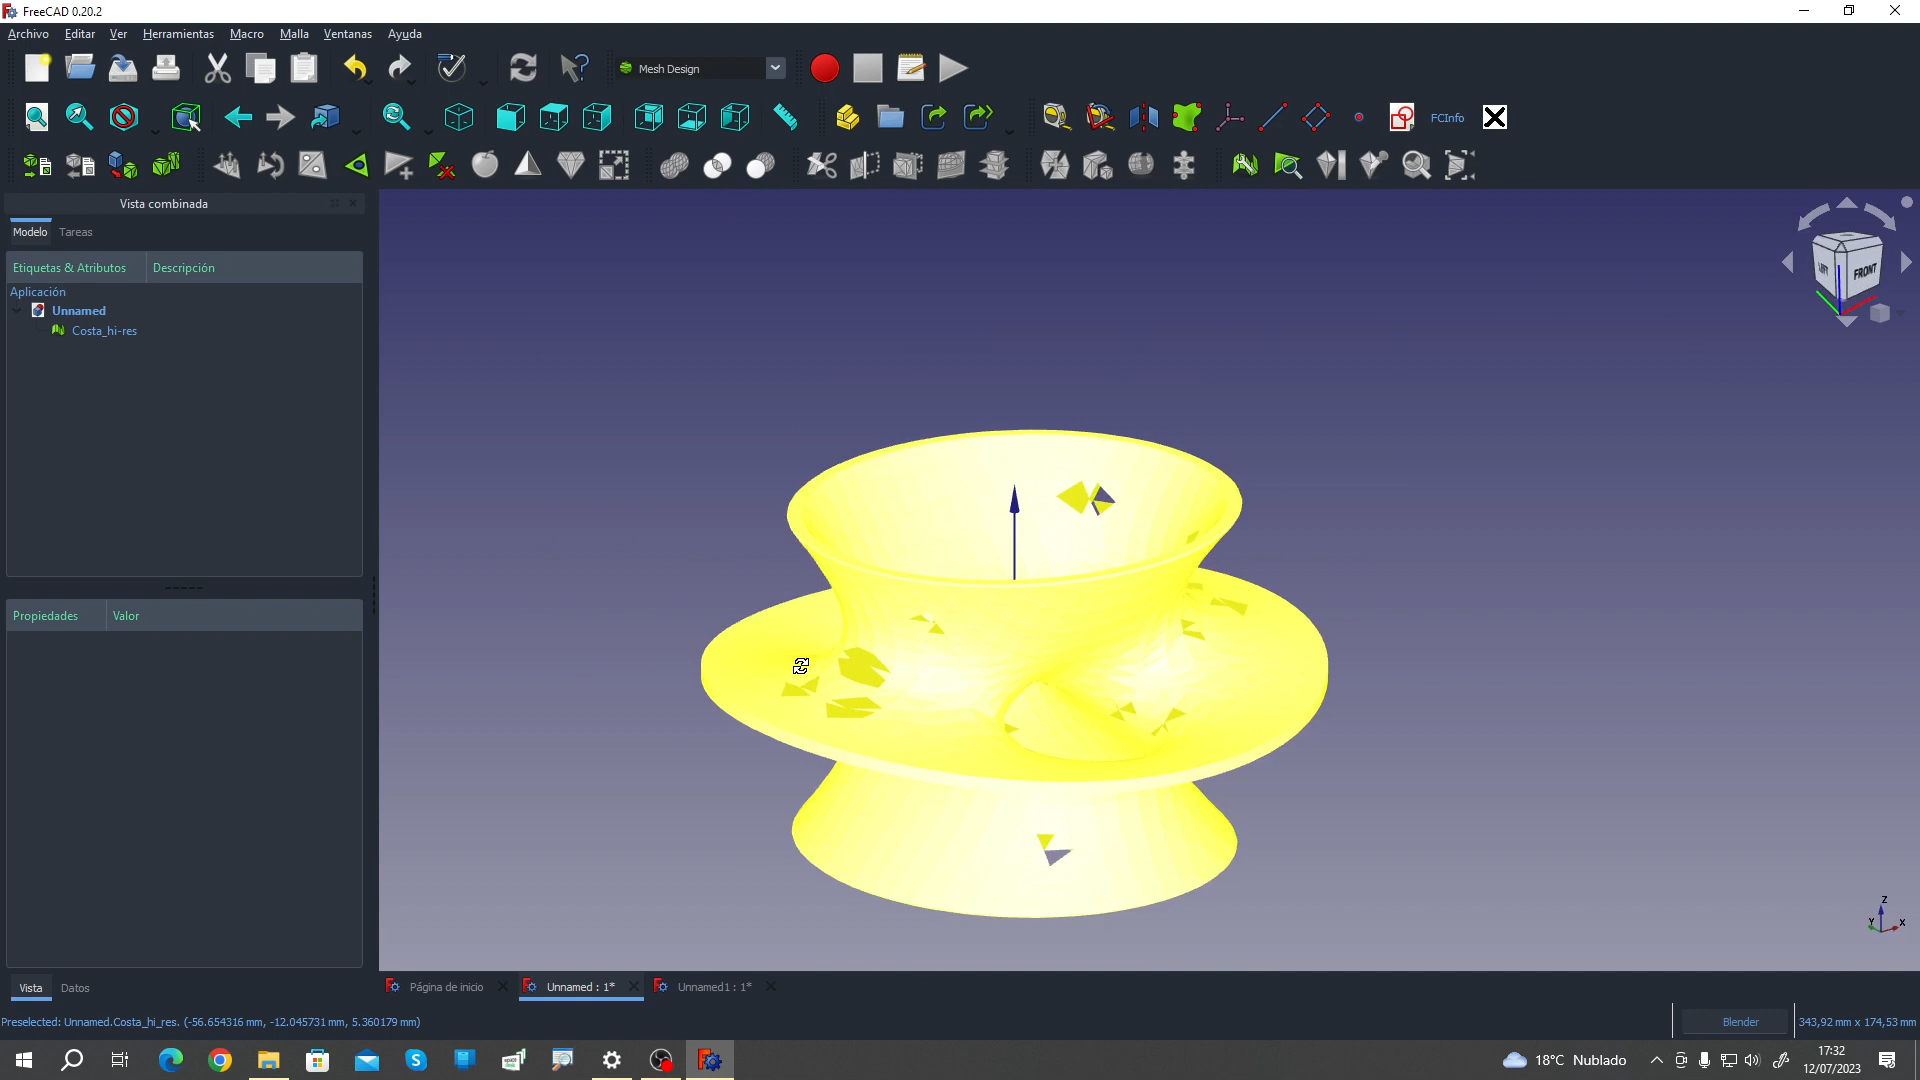 FreeCAD 0.20.2
Archivo Editar Ver Herramientas Macro Malla Ventanas Ayuda
Mesh Design
FCInfo
Vista combinada
Modelo Tareas
Etiquetas & Atributos Descripción
Aplicación
Unnamed
Costa_hi-res
LEFT FRONT
Propiedades Valor
Z
Y X
Vista Datos
Página de inicio Unnamed : 1* Unnamed1 : 1*
Preselected: Unnamed.Costa_hi_res. (-56.654316 mm, -12.045731 mm, 5.360179 mm)
Blender 343,92 mm x 174,53 mm
18°C Nublado
17:32
12/07/2023